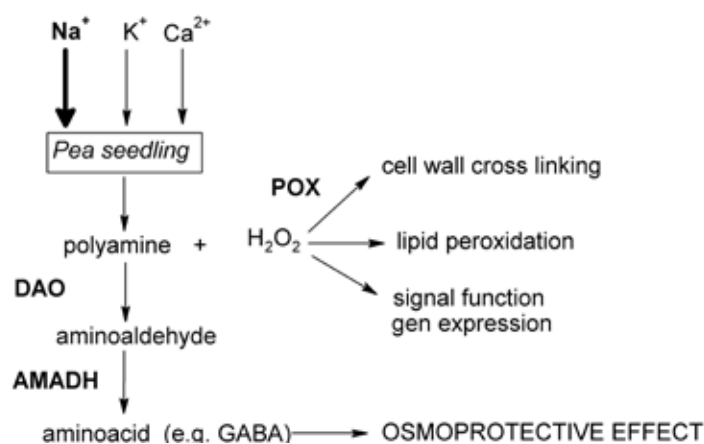 Na⁺ K⁺ Ca²⁺
Pea seedling
POX
cell wall cross linking
polyamine + H₂O₂
lipid peroxidation
DAO
signal function
gen expression
aminoaldehyde
AMADH
aminoacid (e.g. GABA) OSMOPROTECTIVE EFFECT